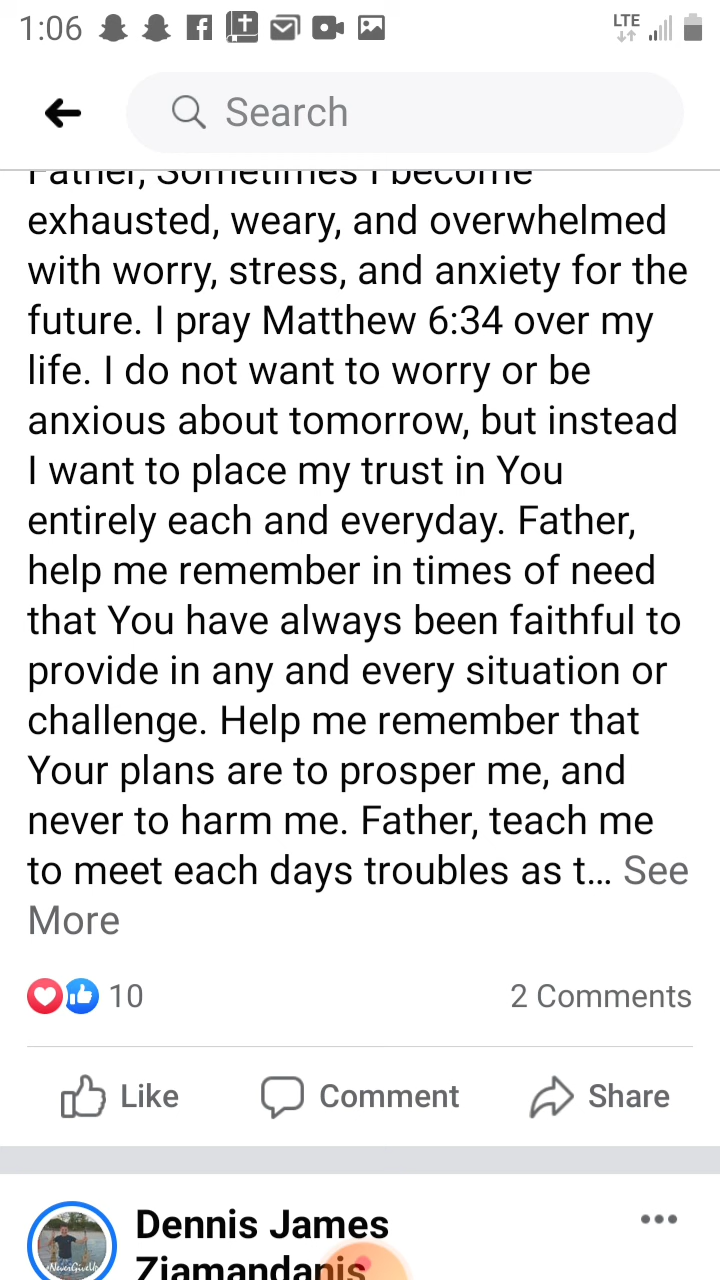 1:06
LTE
Search
Father, Sometimes I become
exhausted, weary, and overwhelmed
with worry, stress, and anxiety for the
future. I pray Matthew 6:34 over my
life. I do not want to worry or be
anxious about tomorrow, but instead
I want to place my trust in You
entirely each and everyday. Father,
help me remember in times of need
that You have always been faithful to
provide in any and every situation or
challenge. Help me remember that
Your plans are to prosper me, and
never to harm me. Father, teach me
to meet each days troubles as t... See
More
10
2 Comments
Like
Comment
Share
Dennis James
Ziamandanis
#NeverGiveUp